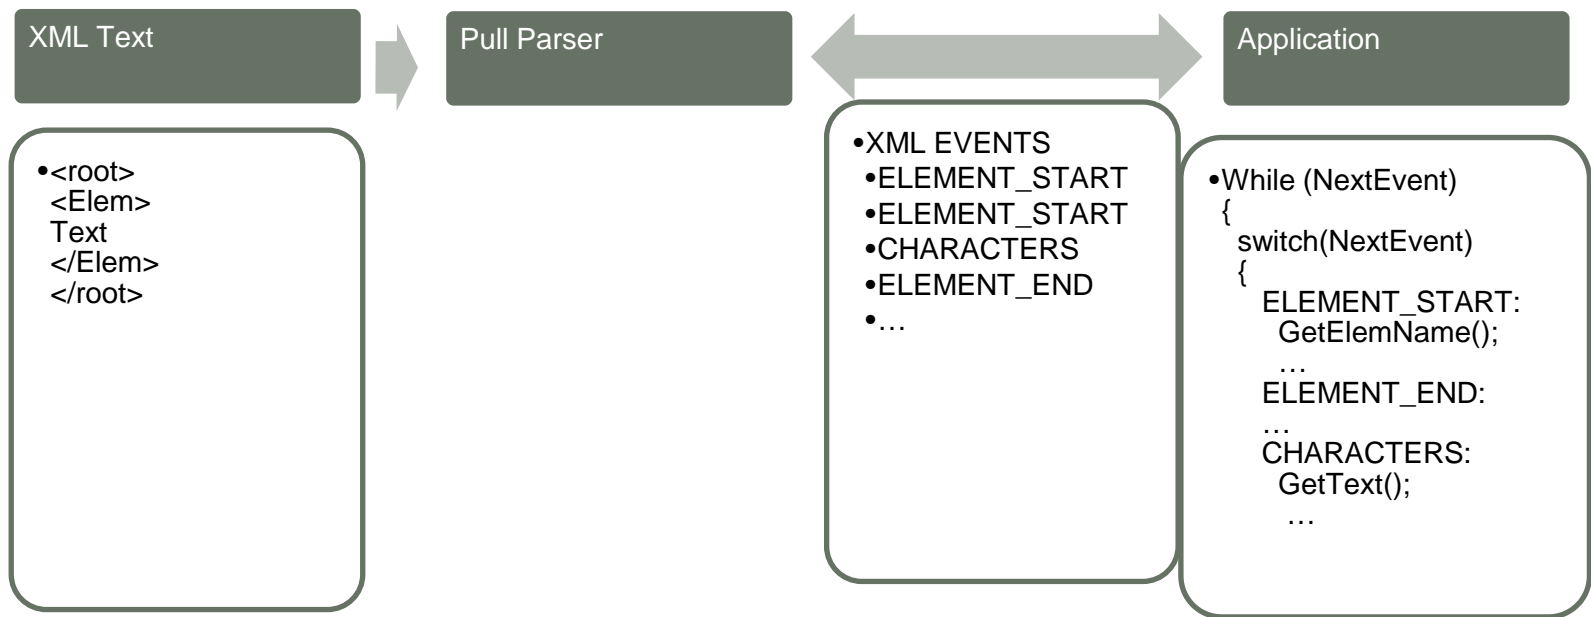 XML Text
Pull Parser
Application
•<root>
<Elem>
Text
</Elem>
</root>
•XML EVENTS
•ELEMENT_START
•ELEMENT_START
•CHARACTERS
•ELEMENT_END
•…
•While (NextEvent)
{
switch(NextEvent)
{
ELEMENT_START:
GetElemName();
…
ELEMENT_END:
…
CHARACTERS:
GetText();
…